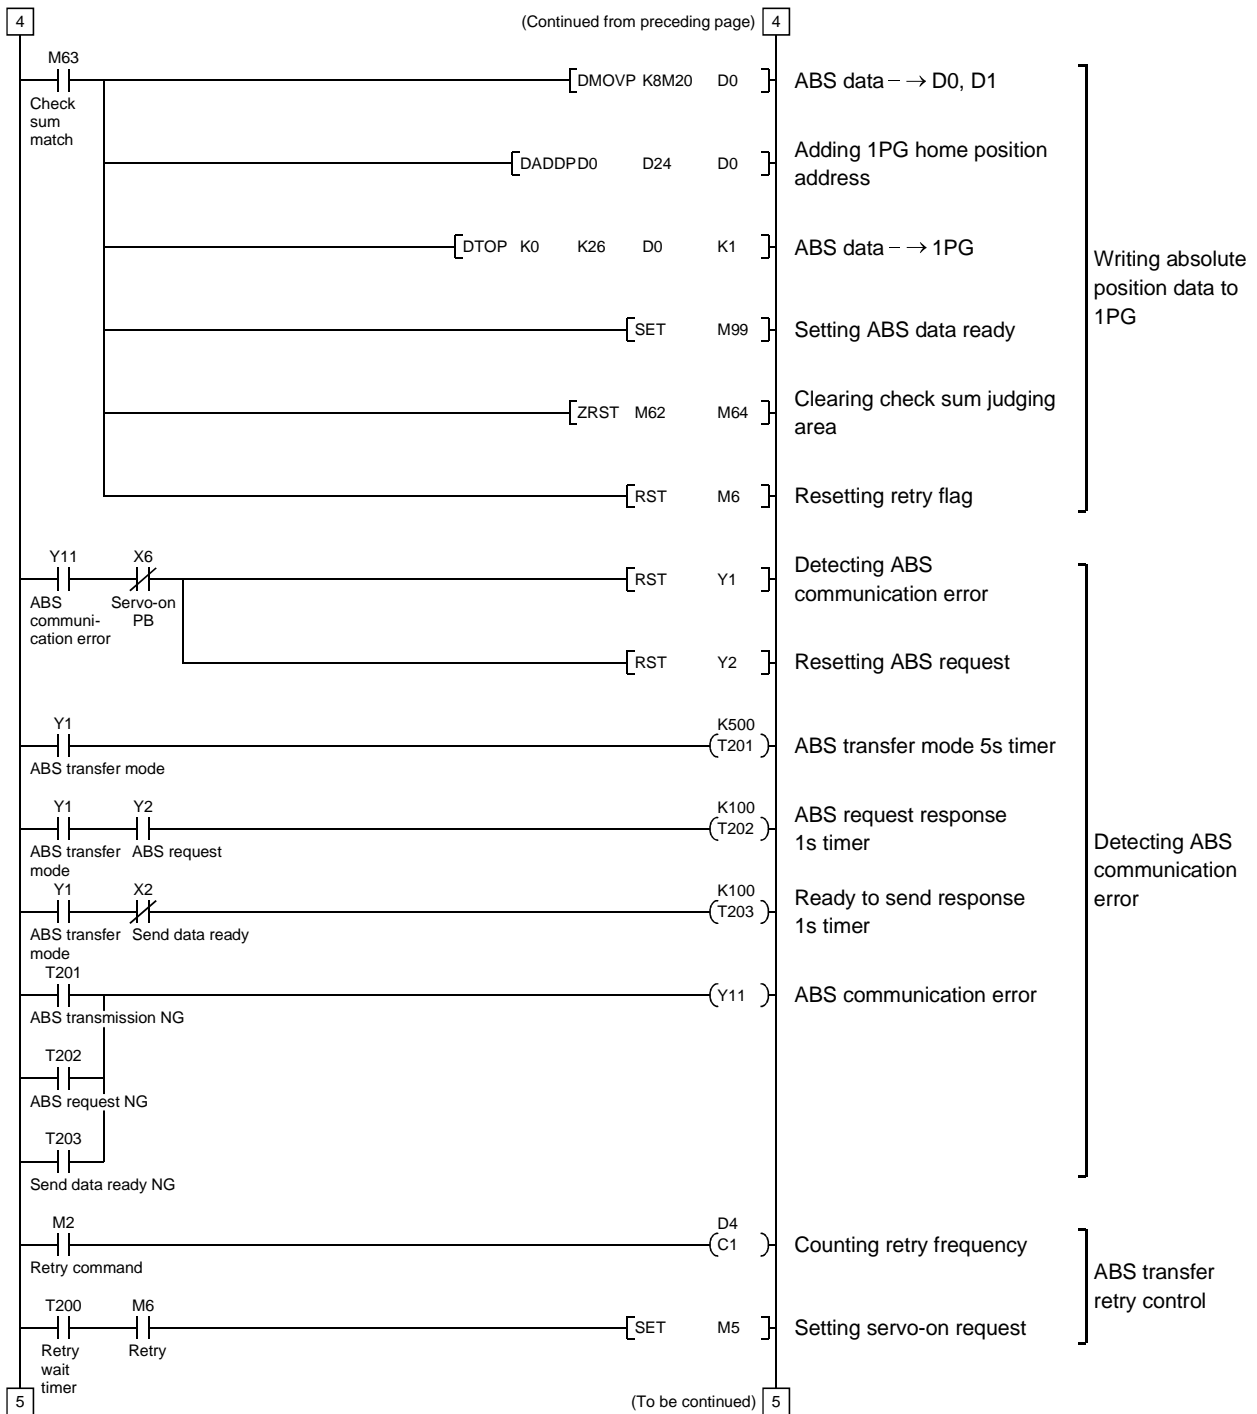 4 (Continued from preceding page) 4
M63
Check
sum
match
DMOVP K8M20 D0
ABS data – → D0, D1
DADDPD0 D24 D0
Adding 1PG home position
address
DTOP K0 K26 D0 K1
ABS data – → 1PG
SET M99
Setting ABS data ready
ZRST M62 M64
Clearing check sum judging
area
RST M6
Resetting retry flag
Writing absolute
position data to
1PG
Y11 X6
ABS
communi-
cation error
Servo-on
PB
RST Y1
Detecting ABS
communication error
RST Y2
Resetting ABS request
Y1
ABS transfer mode
K500
T201
ABS transfer mode 5s timer
Y1 Y2
ABS transfer
mode
ABS request
K100
T202
ABS request response
1s timer
Y1 X2
ABS transfer
mode
Send data ready
K100
T203
Ready to send response
1s timer
T201
ABS transmission NG
Y11
ABS communication error
T202
ABS request NG
T203
Send data ready NG
Detecting ABS
communication
error
M2
Retry command
D4
C1
Counting retry frequency
T200 M6
Retry
wait
timer
Retry
SET M5
Setting servo-on request
ABS transfer
retry control
5 (To be continued) 5